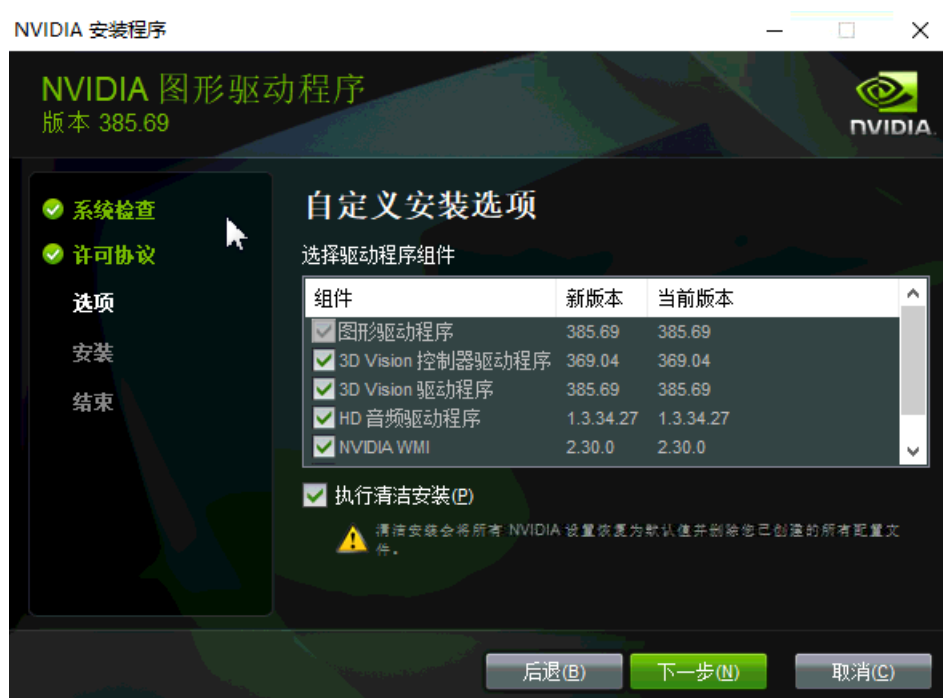 NVIDIA 安装程序
NVIDIA 图形驱动程序
版本 385.69
NVIDIA.
系统检查
许可协议
选项
安装
结束
自定义安装选项
选择驱动程序组件
组件 新版本 当前版本
图形驱动程序 385.69 385.69
3D Vision 控制器驱动程序 369.04 369.04
3D Vision 驱动程序 385.69 385.69
HD 音频驱动程序 1.3.34.27 1.3.34.27
NVIDIA WMI 2.30.0 2.30.0
执行清洁安装(P)
清洁安装会将所有 NVIDIA 设置恢复为默认值并删除您已创建的所有配置文
件。
后退(B) 下一步(N) 取消(C)